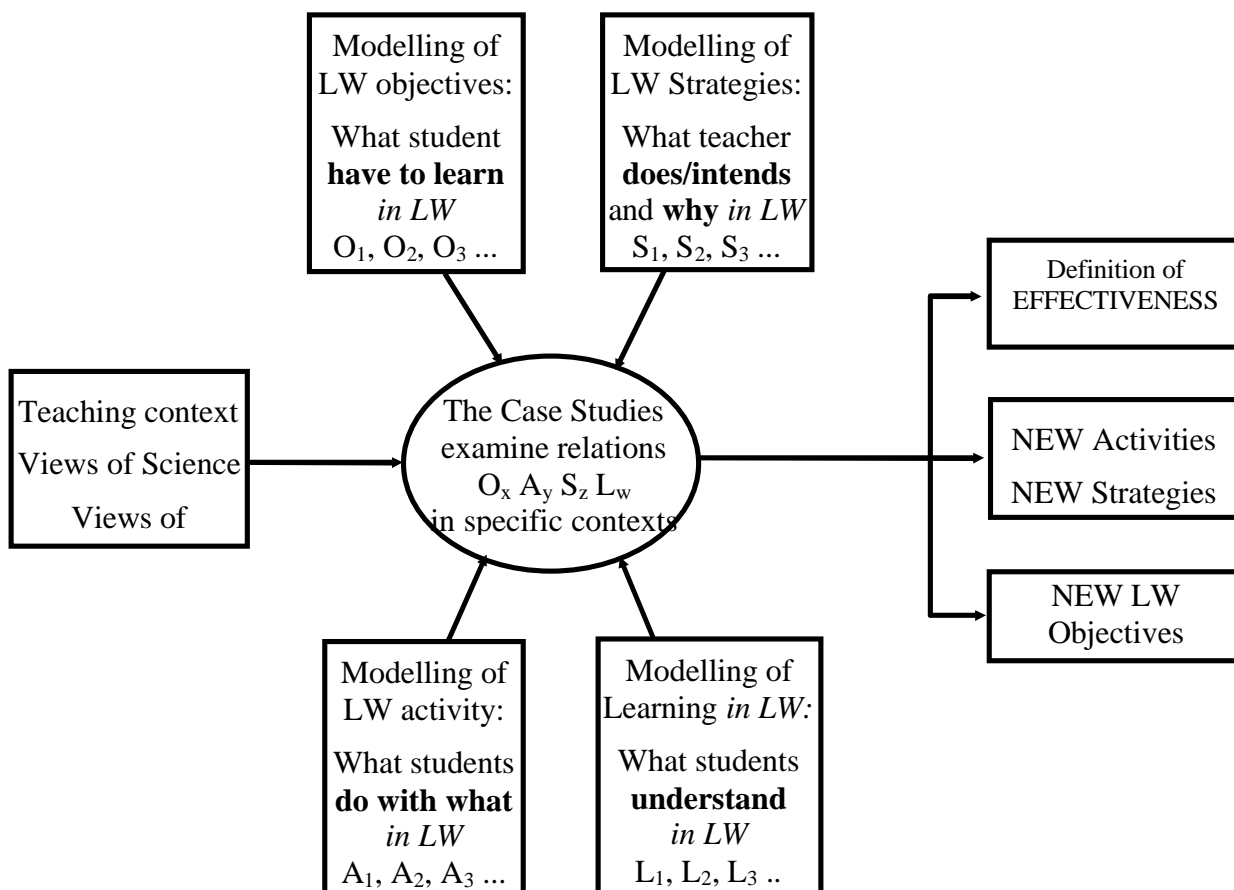 Modelling of
LW objectives:
What student
have to learn
in LW
O₁, O₂, O₃ ...
Modelling of
LW Strategies:
What teacher
does/intends
and why in LW
S₁, S₂, S₃ ...
Teaching context
Views of Science
Views of
The Case Studies
examine relations
Oₓ Aᵧ S_z L_w
in specific contexts
Definition of
EFFECTIVENESS
NEW Activities
NEW Strategies
NEW LW
Objectives
Modelling of
LW activity:
What students
do with what
in LW
A₁, A₂, A₃ ...
Modelling of
Learning in LW:
What students
understand
in LW
L₁, L₂, L₃ ..